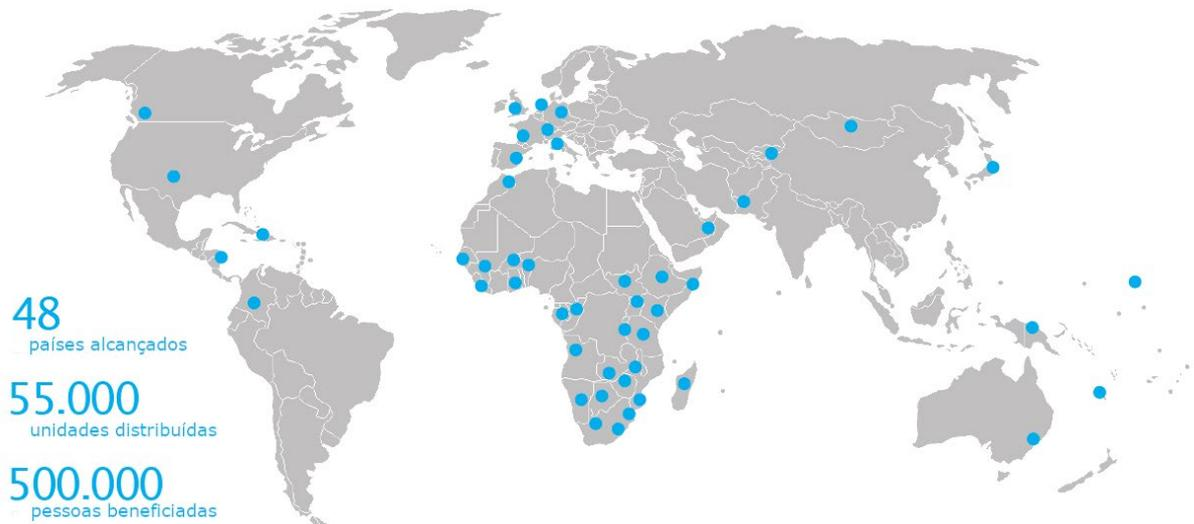 48
países alcançados
55.000
unidades distribuídas
500.000
pessoas beneficiadas